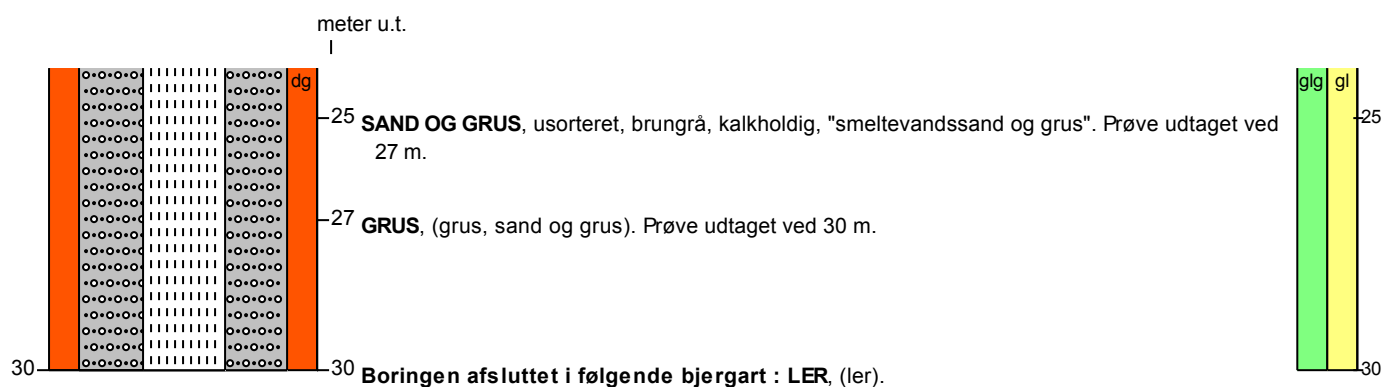 meter u.t.
dg
glg gl
25 SAND OG GRUS, usorteret, brungrå, kalkholdig, "smeltevandssand og grus". Prøve udtaget ved 25
27 m.
27 GRUS, (grus, sand og grus). Prøve udtaget ved 30 m.
30 30 Boringen afsluttet i følgende bjergart : LER, (ler). 30